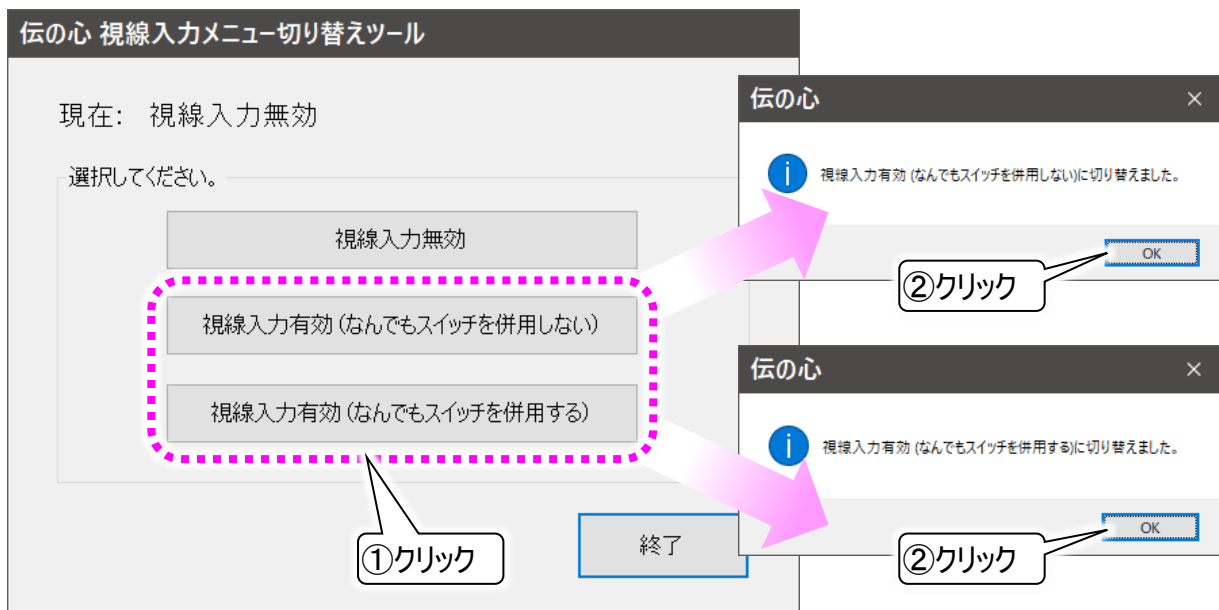 伝の心 視線入力メニュー切り替えツール
現在: 視線入力無効
選択してください。
視線入力無効
視線入力有効(なんでもスイッチを併用しない)
視線入力有効(なんでもスイッチを併用する)
①クリック
終了
伝の心
視線入力有効 (なんでもスイッチを併用しない)に切り替えました。
OK
②クリック
伝の心
視線入力有効 (なんでもスイッチを併用する)に切り替えました。
OK
②クリック